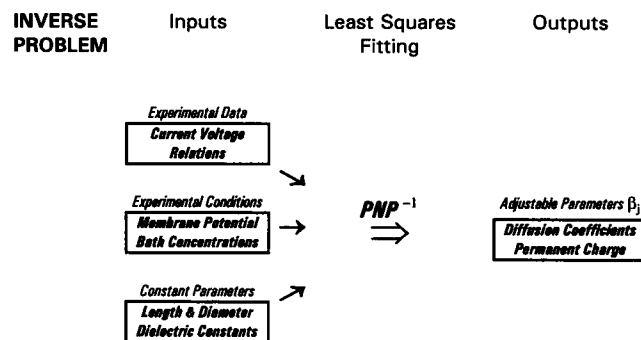 INVERSE PROBLEM
Inputs
Least Squares Fitting
Outputs
Experimental Data
Current Voltage
Relations
Experimental Conditions
Membrane Potential
Bath Concentrations
PNP⁻¹
Adjustable Parameters βj
Diffusion Coefficients
Permanent Charge
Constant Parameters
Length & Diameter
Dielectric Constants